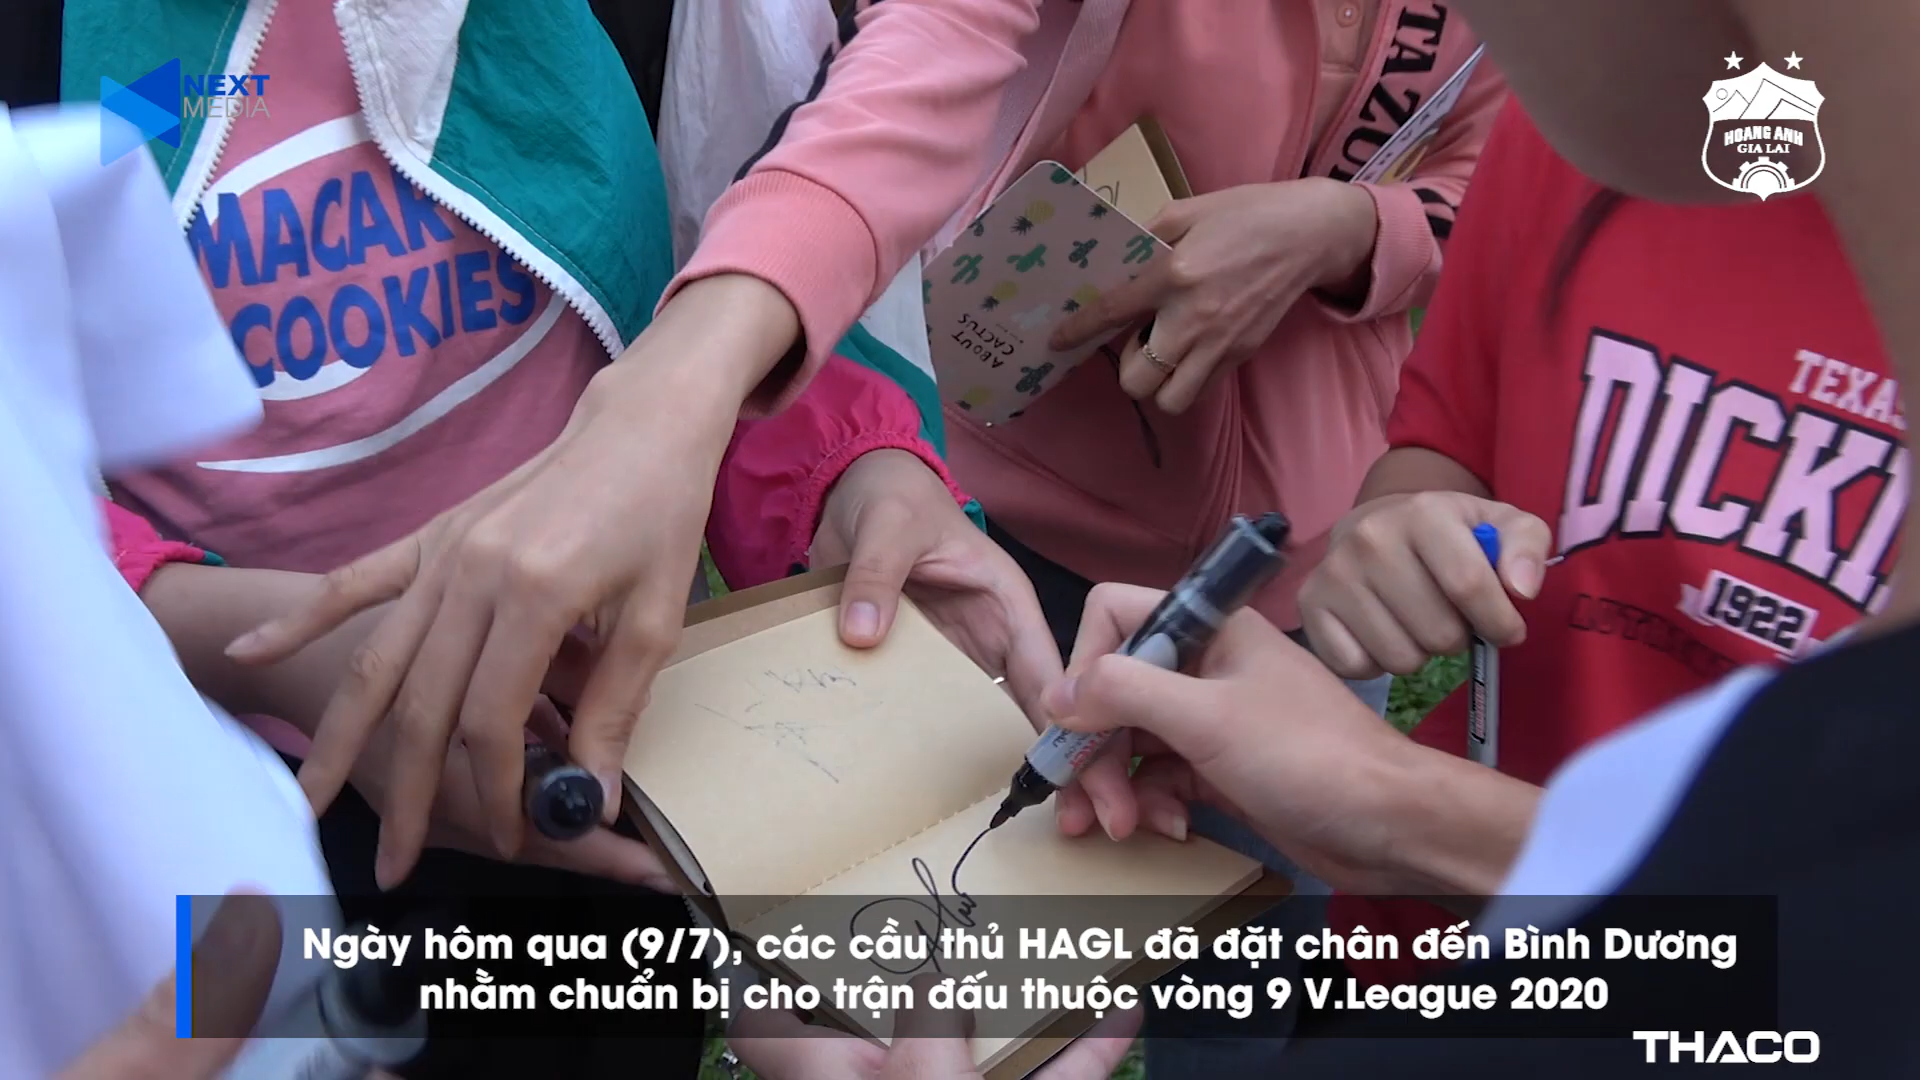 NEXT
MEDIA
HOANG ANH
GIA LAI
MACAR
COOKIES
TAZU
ABOUT
CACTUS
TEXAS
DICKI
1922
Ngày hôm qua (9/7), các cầu thủ HAGL đã đặt chân đến Bình Dương
nhằm chuẩn bị cho trận đấu thuộc vòng 9 V.League 2020
THACO